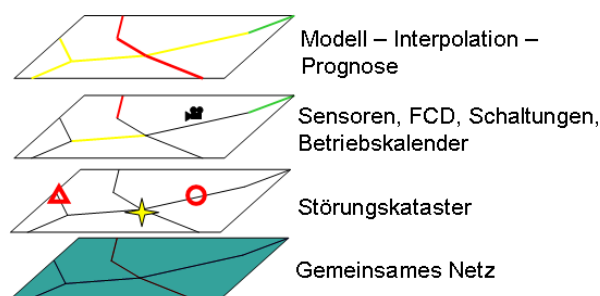 Modell – Interpolation –
Prognose
Sensoren, FCD, Schaltungen,
Betriebskalender
Störungskataster
Gemeinsames Netz